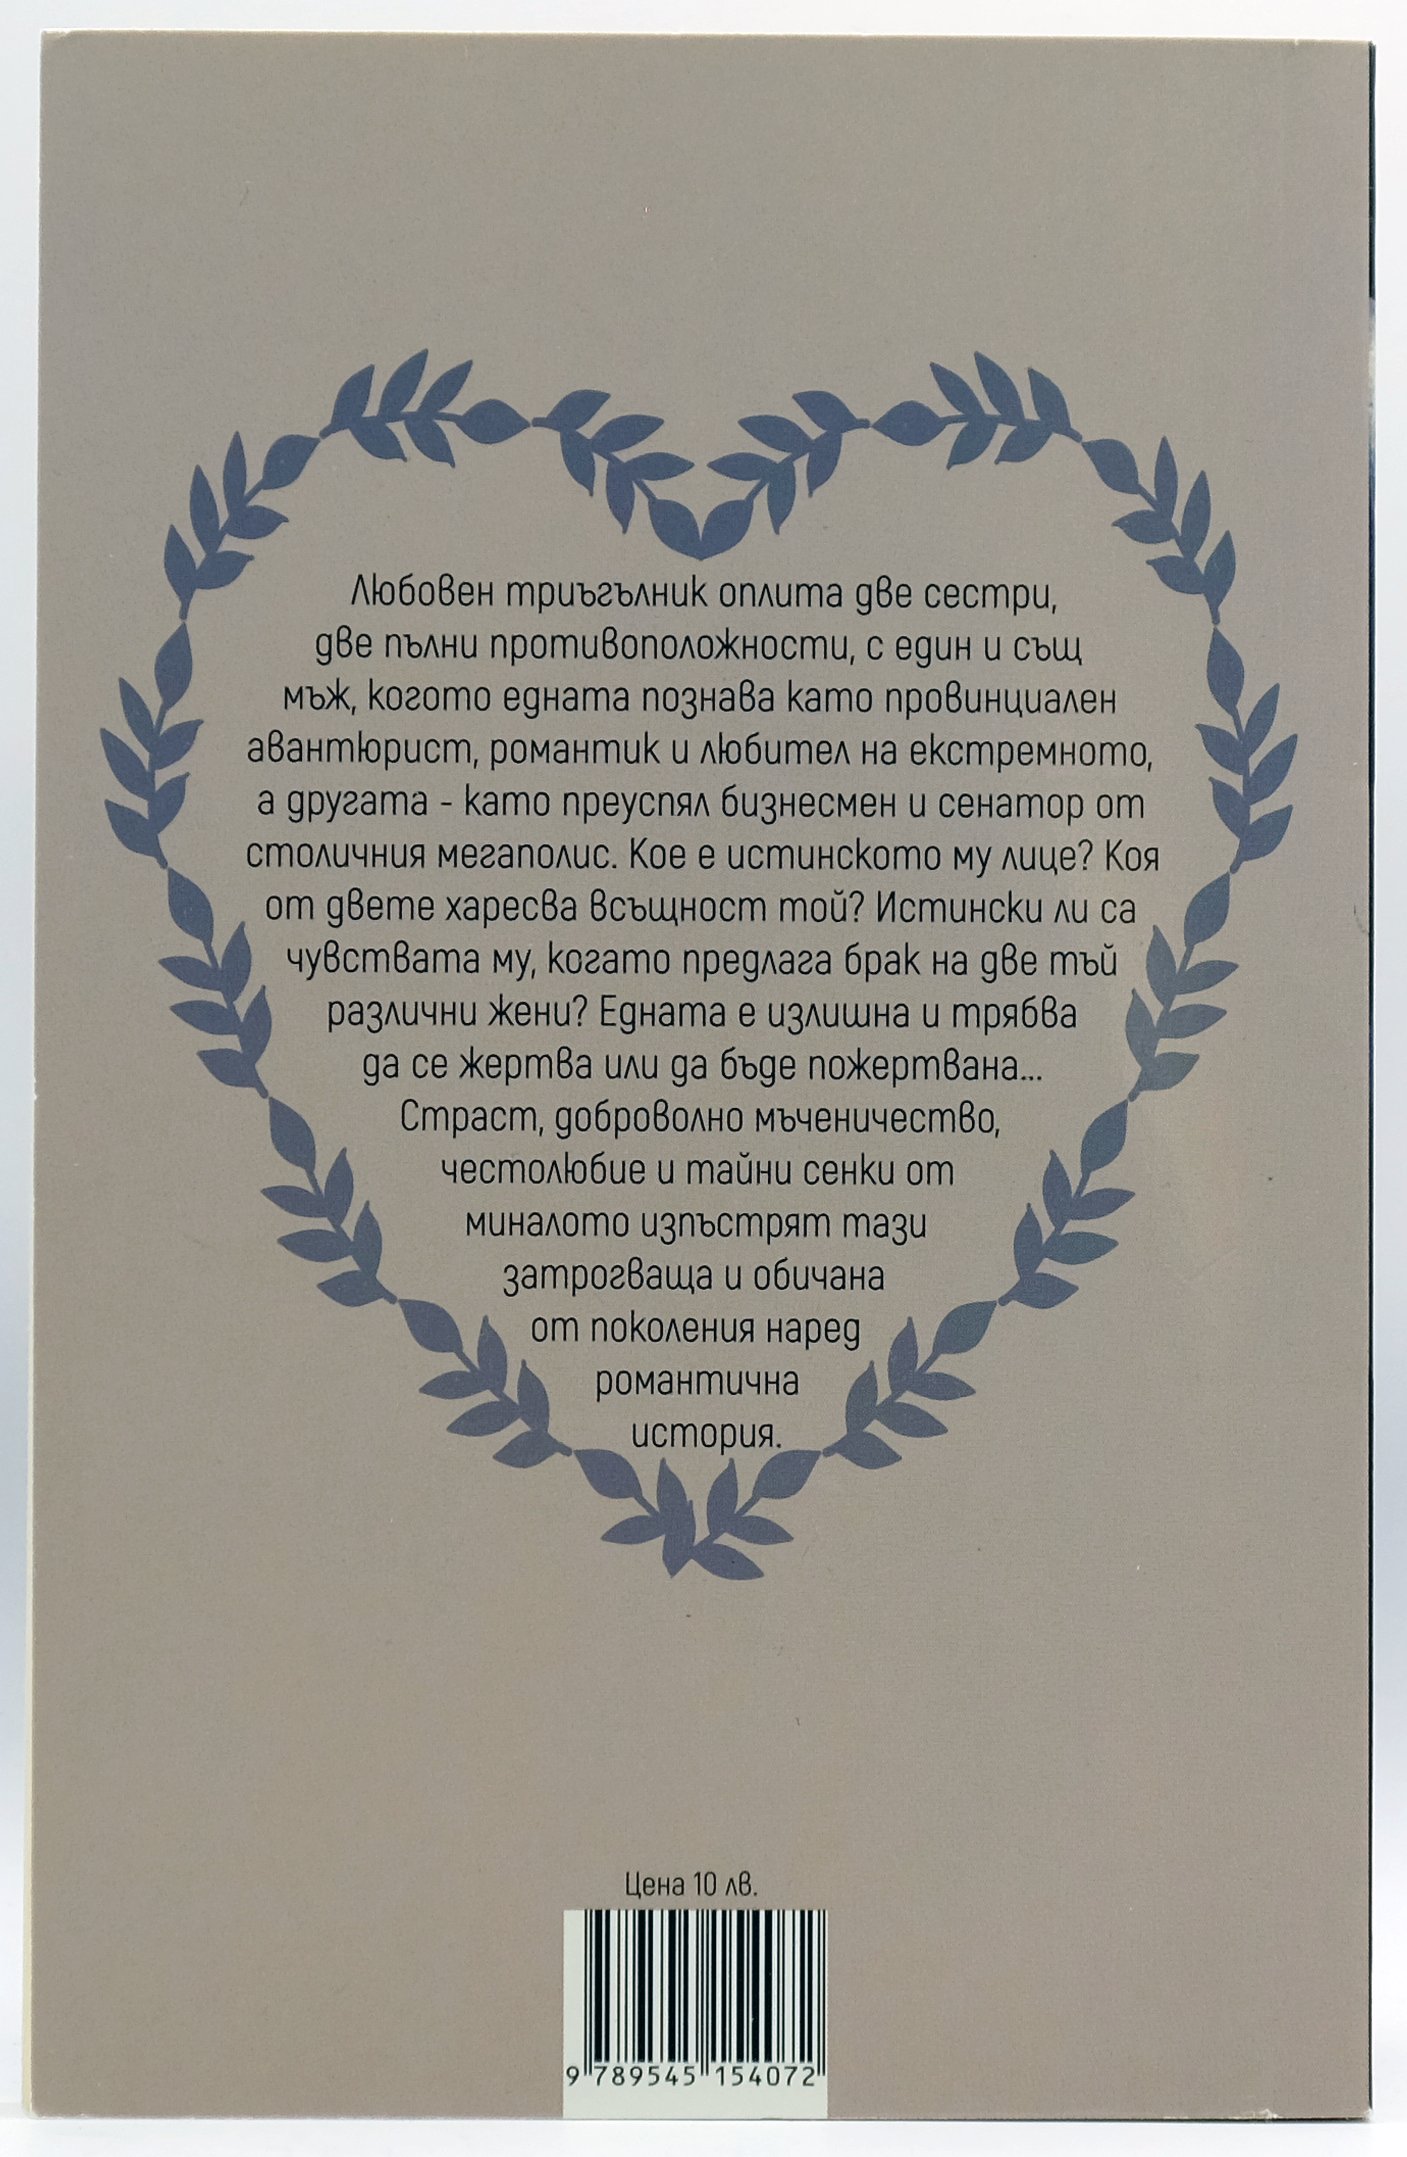 Любовен триъгълник оплита две сестри,
две пълни противоположности, с един и същ
мъж, когото едната познава като провинциален
авантюрист, романтик и любител на екстремното,
а другата - като преуспял бизнесмен и сенатор от
столичния мегаполис. Кое е истинското му лице? Коя
от двете харесва всъщност той? Истински ли са
чувствата му, когато предлага брак на две тъй
различни жени? Едната е излишна и трябва
да се жертва или да бъде пожертвана...
Страст, доброволно мъченичество,
честолюбие и тайни сенки от
миналото изпъстрят тази
затрогваща и обичана
от поколения наред
романтична
история.
Цена 10 лв.
9 789545 154072